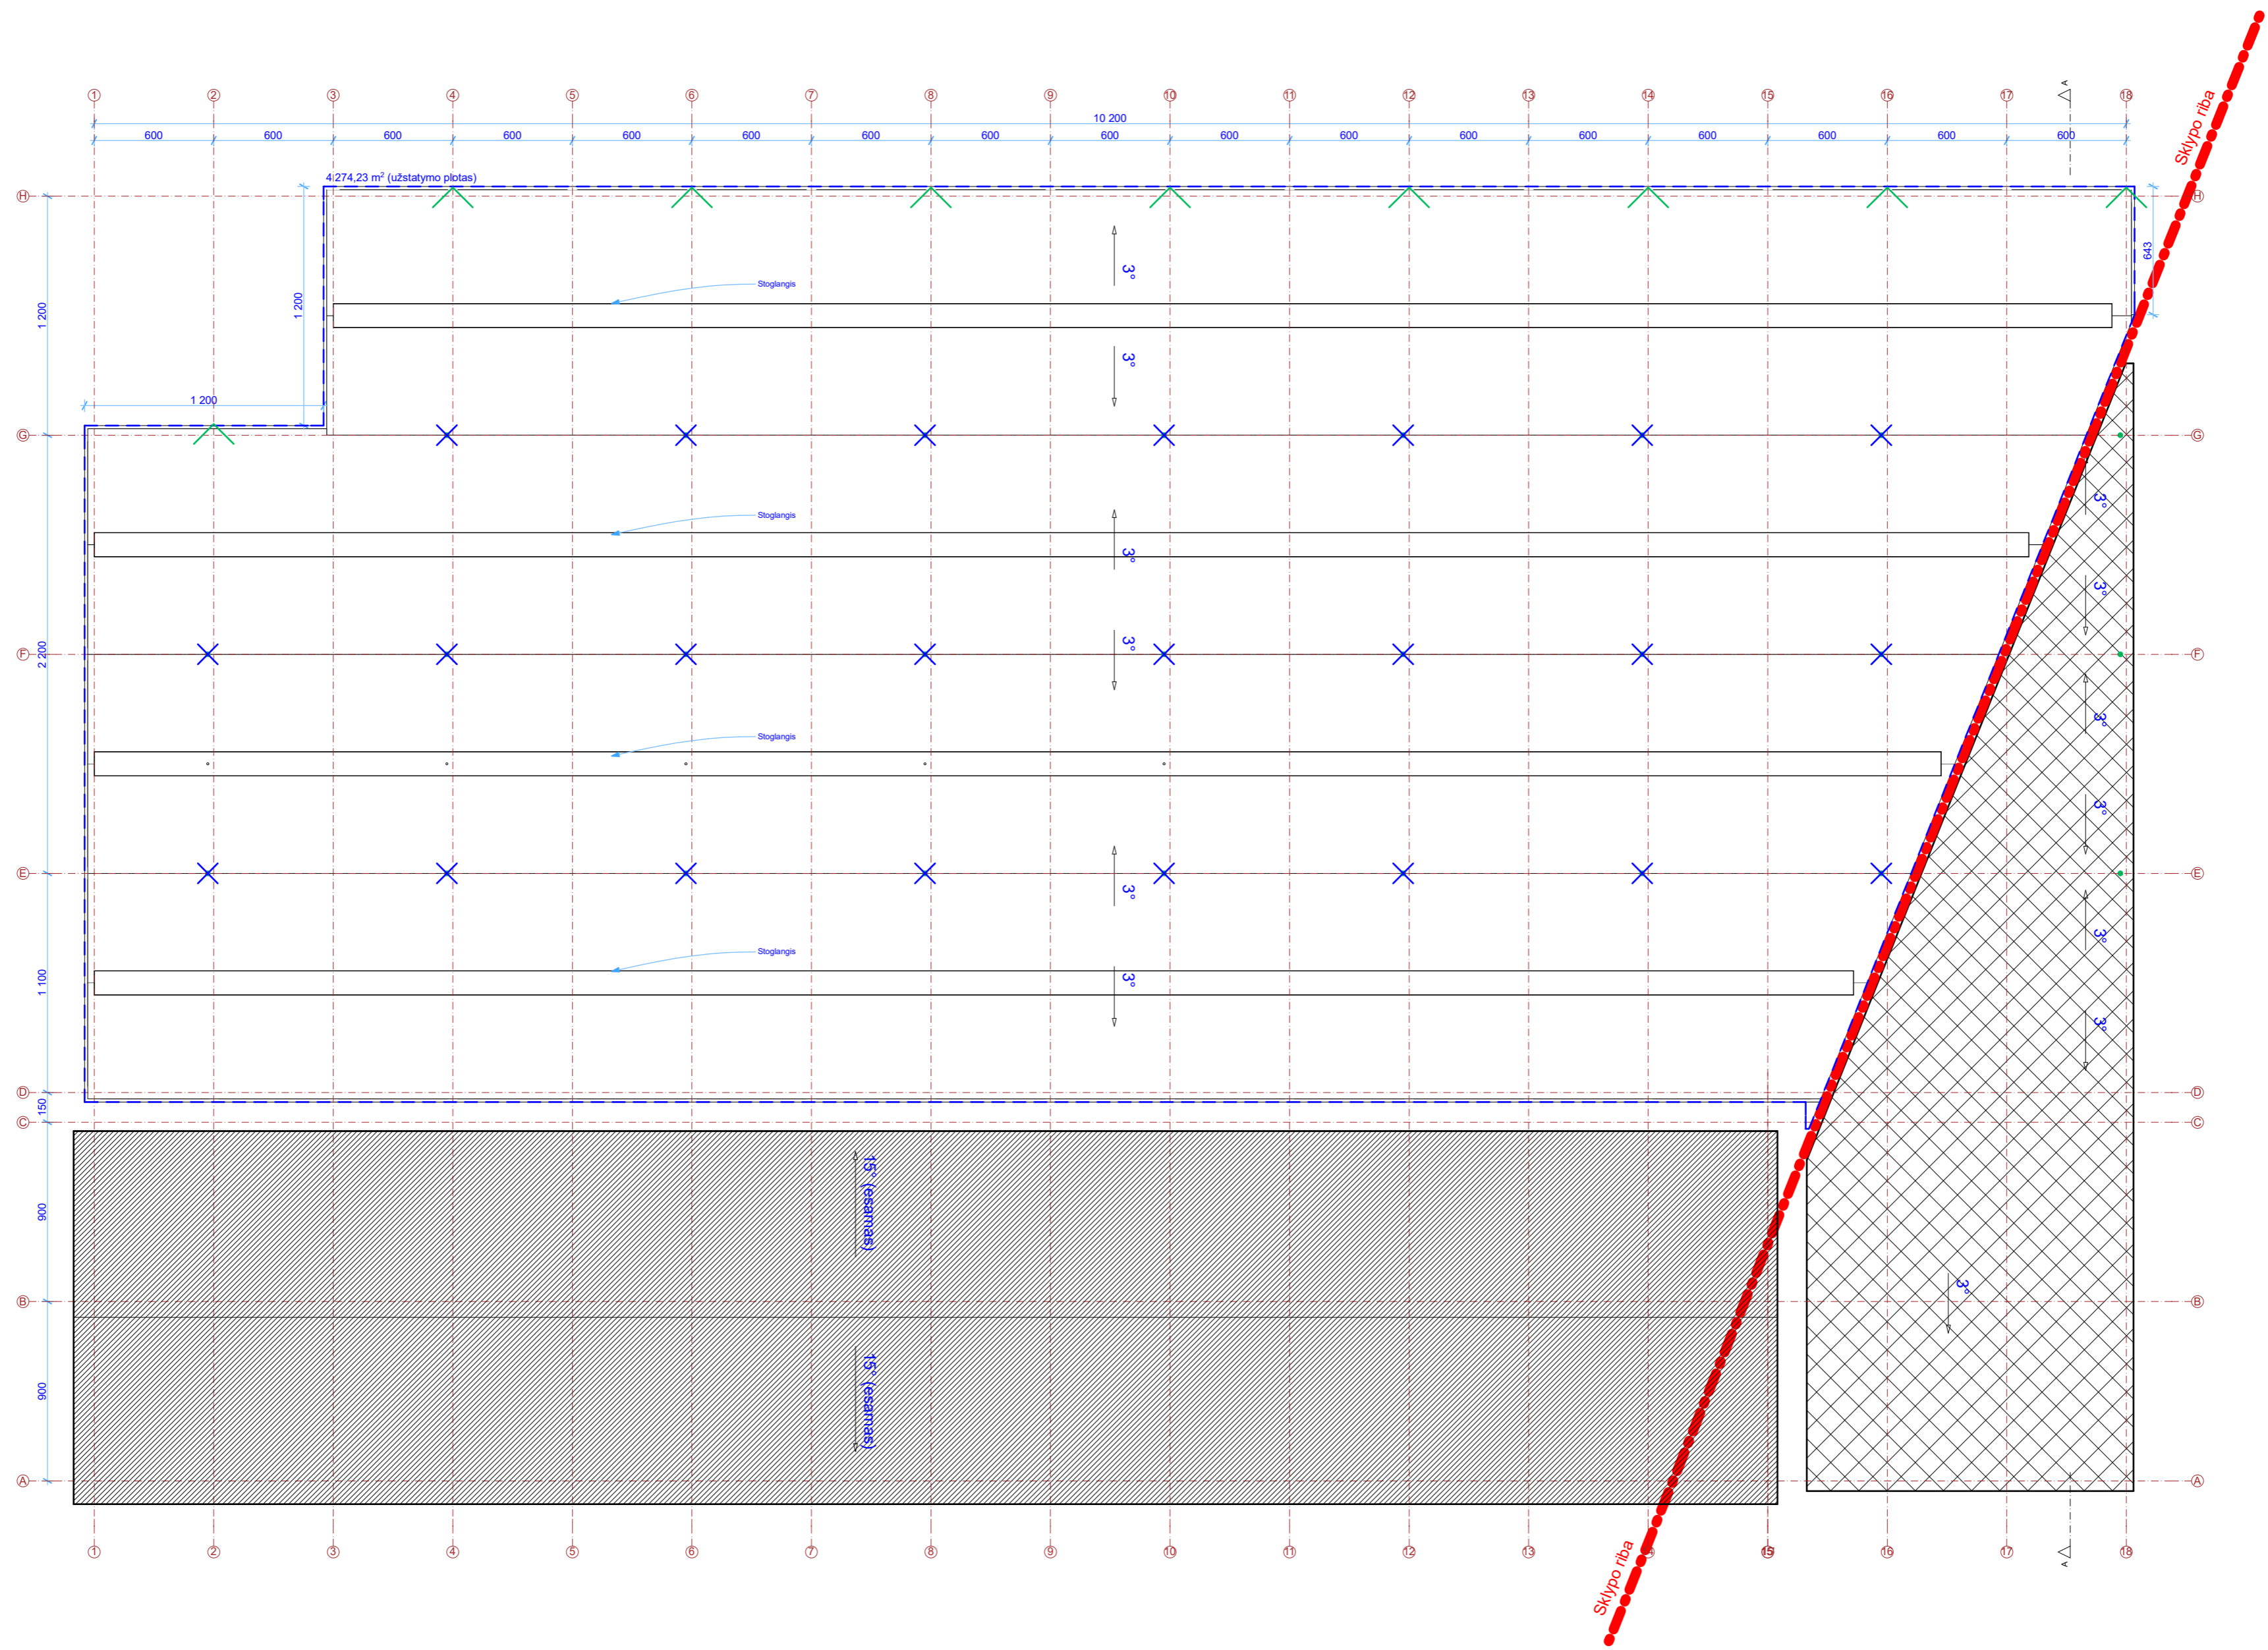 1 2 3 4 5 6 7 8 9 10 11 12 13 14 15 16 17 18
A
Sklypo riba
10 200
600 600 600 600 600 600 600 600 600 600 600 600 600 600 600 600 600
4 274,23 m² (užstatymo plotas)
H H
643
1 200
1 200
3°
Stoglangis
3°
1 200
G G
3°
Stoglangis
3°
3°
2 200
F F
3°
3°
Stoglangis
3°
E E
3°
3°
Stoglangis
1 100
3°
3°
D D
150
C C
900
15° (esamas)
3°
B B
900
15° (esamas)
A A
1 2 3 4 5 6 7 8 9 10 11 12 13 15 16 17 18
A
Sklypo riba